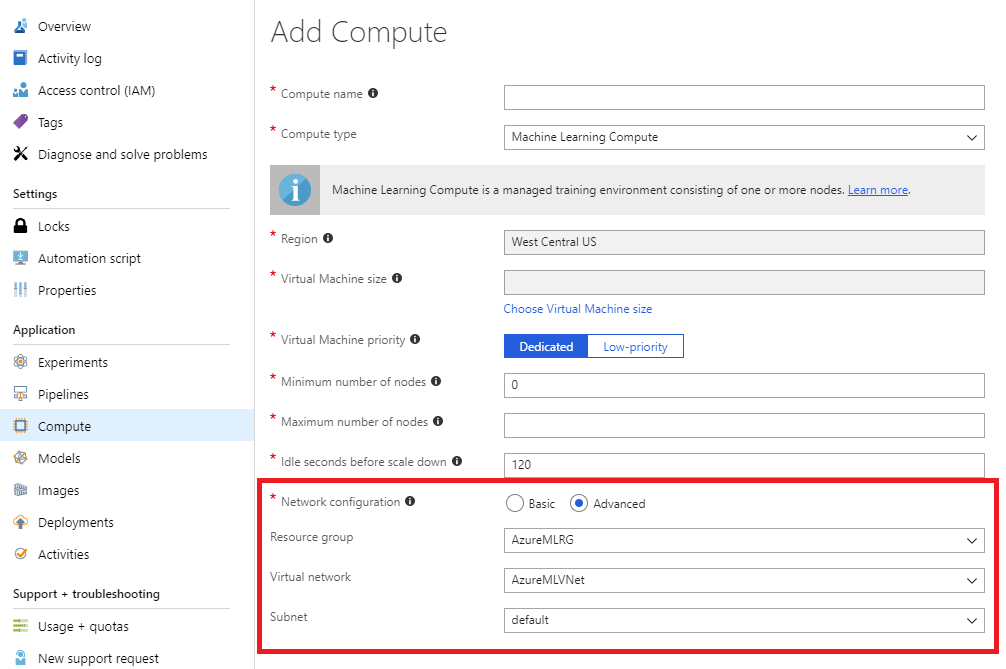 Overview
Activity log
Access control (IAM)
Tags
Diagnose and solve problems
Settings
Locks
Automation script
Properties
Application
Experiments
Pipelines
Compute
Models
Images
Deployments
Activities
Support + troubleshooting
Usage + quotas
New support request
Add Compute
* Compute name
* Compute type
Machine Learning Compute
Machine Learning Compute is a managed training environment consisting of one or more nodes. Learn more.
* Region
West Central US
* Virtual Machine size
Choose Virtual Machine size
* Virtual Machine priority
Dedicated Low-priority
* Minimum number of nodes
0
* Maximum number of nodes
* Idle seconds before scale down
120
* Network configuration
Basic Advanced
Resource group
AzureMLRG
Virtual network
AzureMLVNet
Subnet
default